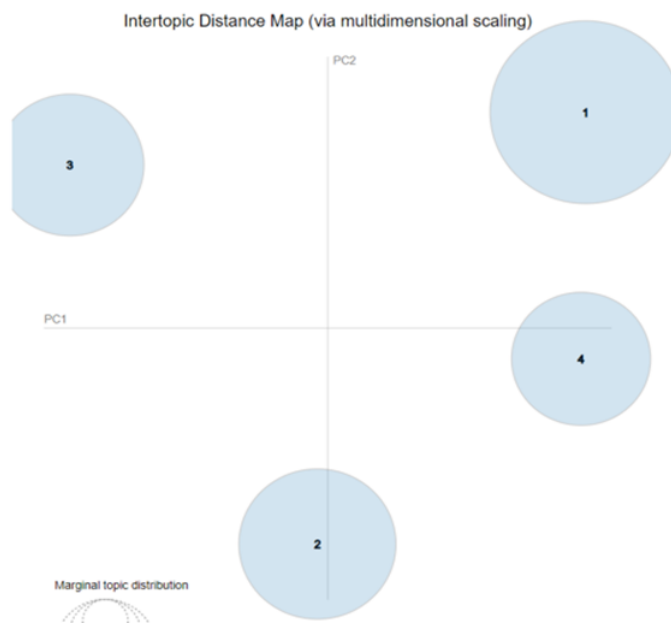 Intertopic Distance Map (via multidimensional scaling)
PC2
1
3
PC1
4
2
Marginal topic distribution